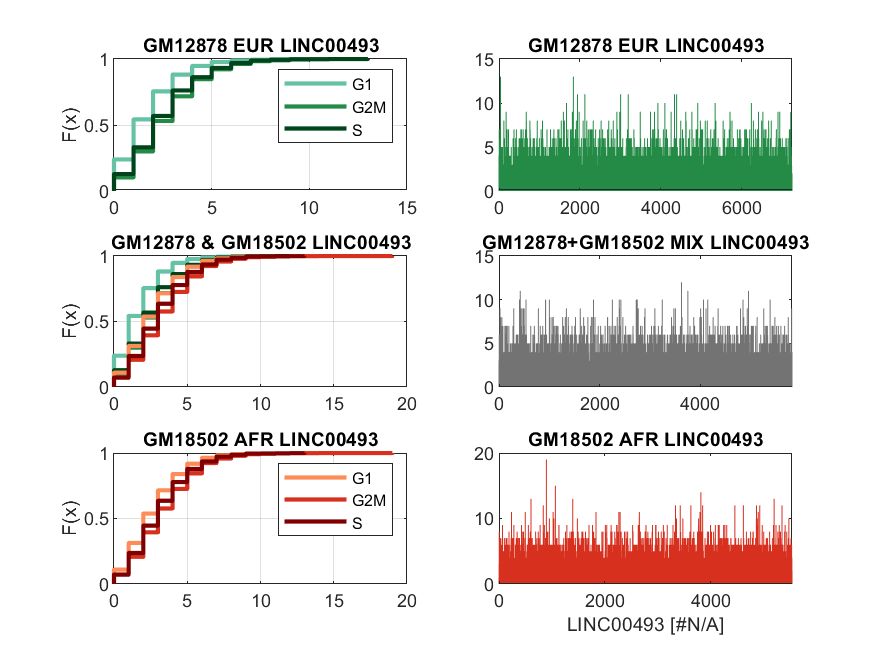 GM12878 EUR LINC00493
1
0.5
0
F(x)
0 5 10 15
G1
G2M
S
GM12878 EUR LINC00493
15
10
5
0
0 2000 4000 6000
GM12878 & GM18502 LINC00493
1
0.5
0
F(x)
0 5 10 15 20
GM12878+GM18502 MIX LINC00493
15
10
5
0
0 2000 4000
GM18502 AFR LINC00493
1
0.5
0
F(x)
0 5 10 15 20
G1
G2M
S
GM18502 AFR LINC00493
20
10
0
0 2000 4000
LINC00493 [#N/A]